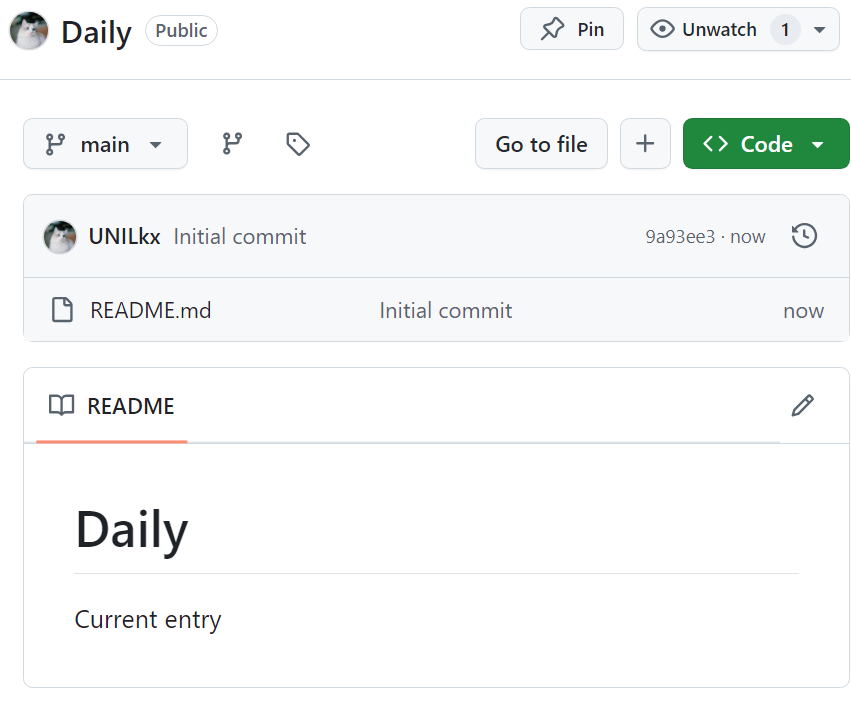 Daily Public Pin Unwatch 1
main Go to file + Code
UNILkx Initial commit 9a93ee3 · now
README.md Initial commit now
README
Daily
Current entry